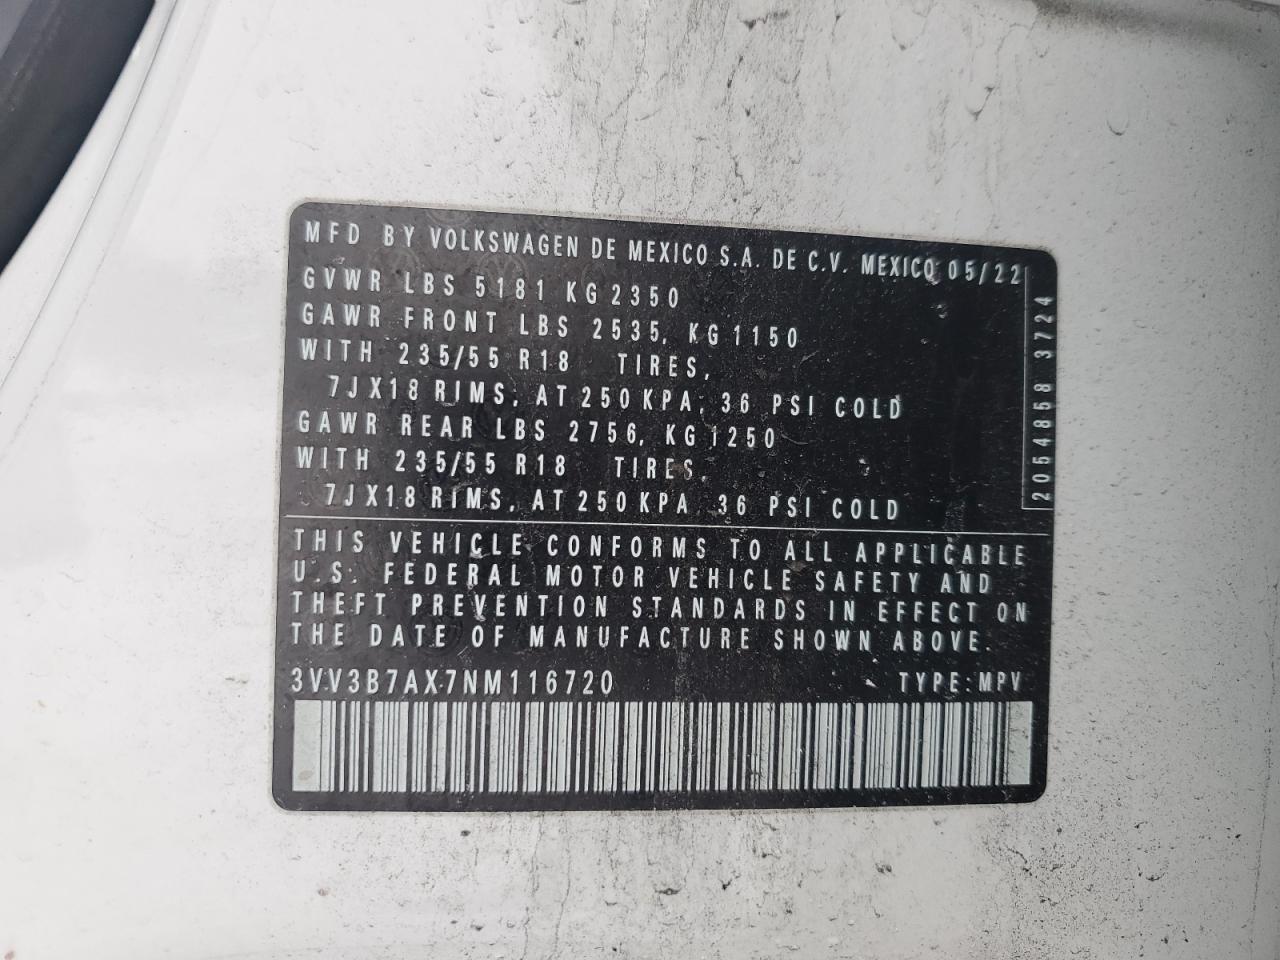 MFD BY VOLKSWAGEN DE MEXICO S.A. DE C.V. MEXICO 05/22
GVWR LBS 5181 KG 2350
GAWR FRONT LBS 2535, KG 1150
WITH 235/55 R18 TIRES,
7JX18 RIMS, AT 250 KPA, 36 PSI COLD
GAWR REAR LBS 2756, KG 1250
WITH 235/55 R18 TIRES,
7JX18 RIMS, AT 250 KPA, 36 PSI COLD
2054858 3724
THIS VEHICLE CONFORMS TO ALL APPLICABLE
U.S. FEDERAL MOTOR VEHICLE SAFETY AND
THEFT PREVENTION STANDARDS IN EFFECT ON
THE DATE OF MANUFACTURE SHOWN ABOVE.
3VV3B7AX7NM116720 TYPE: MPV